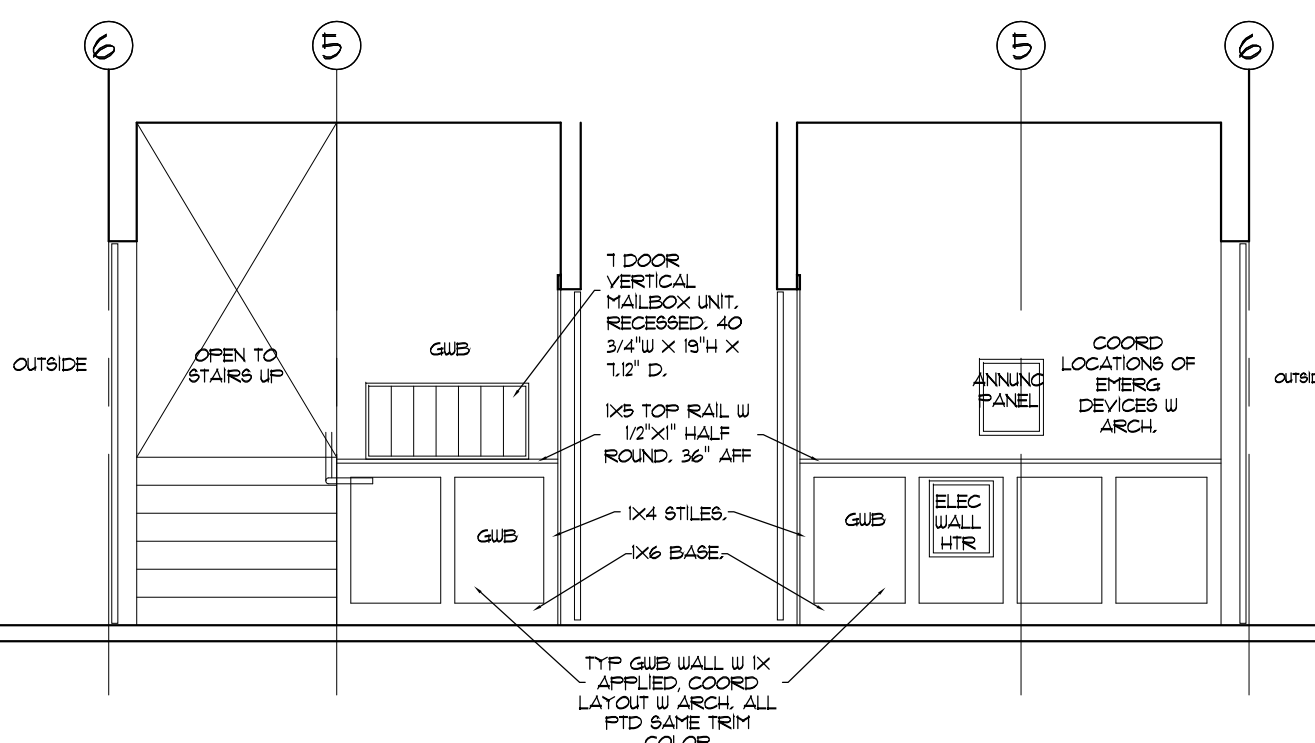 6
5
5
6
7 DOOR
VERTICAL
MAILBOX UNIT.
RECESSED. 40
3/4"W X 19"H X
7.12" D.
OUTSIDE
OPEN TO
STAIRS UP
GWB
1X5 TOP RAIL W
1/2"X1" HALF
ROUND. 36" AFF
ANNUNC
PANEL
COORD
LOCATIONS OF
EMERG
DEVICES W
ARCH.
OUTSID
GWB
1X4 STILES.
1X6 BASE.
GWB
ELEC
WALL
HTR
TYP GWB WALL W 1X
APPLIED, COORD
LAYOUT W ARCH. ALL
PTD SAME TRIM
COLOR